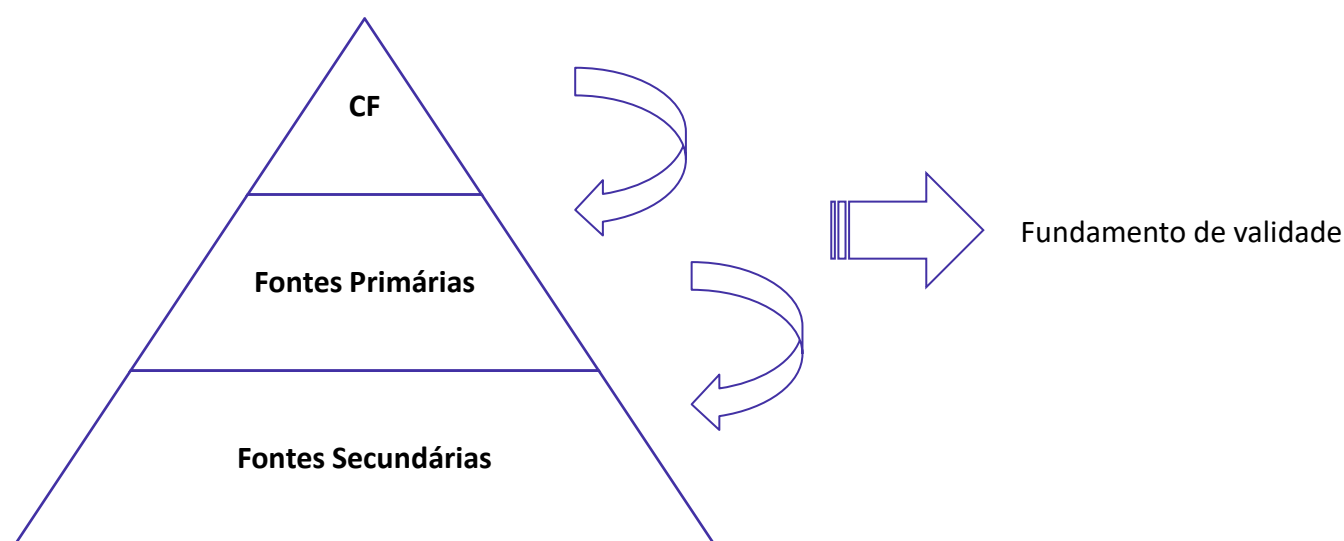 CF
Fontes Primárias
Fundamento de validade
Fontes Secundárias